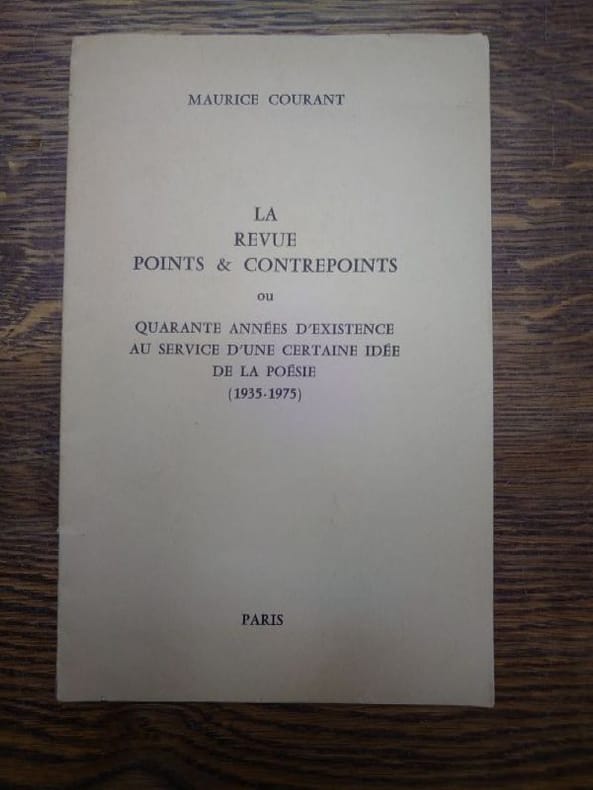 MAURICE COURANT
LA
REVUE
POINTS & CONTREPOINTS
ou
QUARANTE ANNÉES D'EXISTENCE
AU SERVICE D'UNE CERTAINE IDÉE
DE LA POÉSIE
(1935-1975)
PARIS